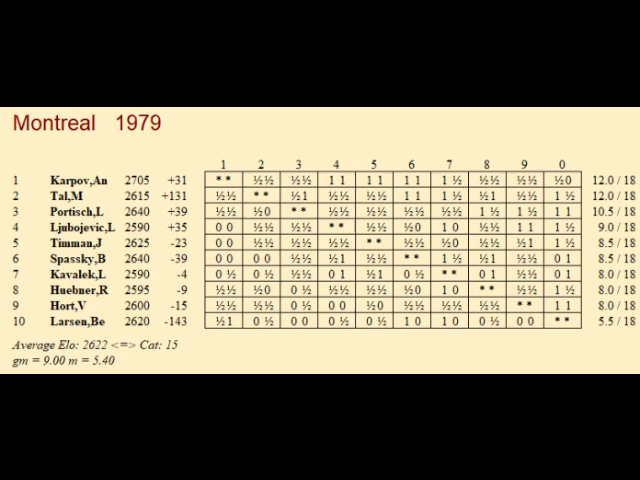 Montreal 1979
1 2 3 4 5 6 7 8 9 0
1 Karpov,An 2705 +31 ** ½½ ½½ 1 1 1 1 1 1 1 ½ ½½ ½½ ½0 12.0 / 18
2 Tal,M 2615 +131 ½½ ** ½1 ½½ ½½ 1 1 1 ½ ½1 ½½ 1 ½ 12.0 / 18
3 Portisch,L 2640 +39 ½½ ½0 ** ½½ ½½ ½½ ½½ 1 ½ 1 ½ 1 1 10.5 / 18
4 Ljubojevic,L 2590 +35 0 0 ½½ ½½ ** ½½ ½0 1 0 ½½ 1 1 1 ½ 9.0 / 18
5 Timman,J 2625 -23 0 0 ½½ ½½ ½½ ** ½½ ½0 ½½ ½1 1 ½ 8.5 / 18
6 Spassky,B 2640 -39 0 0 0 0 ½½ ½1 ½½ ** 1 ½ ½1 ½½ 0 1 8.5 / 18
7 Kavalek,L 2590 -4 0 ½ 0 ½ ½½ 0 1 ½1 0 ½ ** 0 1 ½½ 0 1 8.0 / 18
8 Huebner,R 2595 -9 ½½ ½0 0 ½ ½½ ½½ ½0 1 0 ** ½½ 1 ½ 8.0 / 18
9 Hort,V 2600 -15 ½½ ½½ 0 ½ 0 0 ½0 ½½ ½½ ½½ ** 1 1 8.0 / 18
10 Larsen,Be 2620 -143 ½1 0 ½ 0 0 0 ½ 0 ½ 1 0 1 0 0 ½ 0 0 ** 5.5 / 18
Average Elo: 2622 <=> Cat: 15
gm = 9.00 m = 5.40